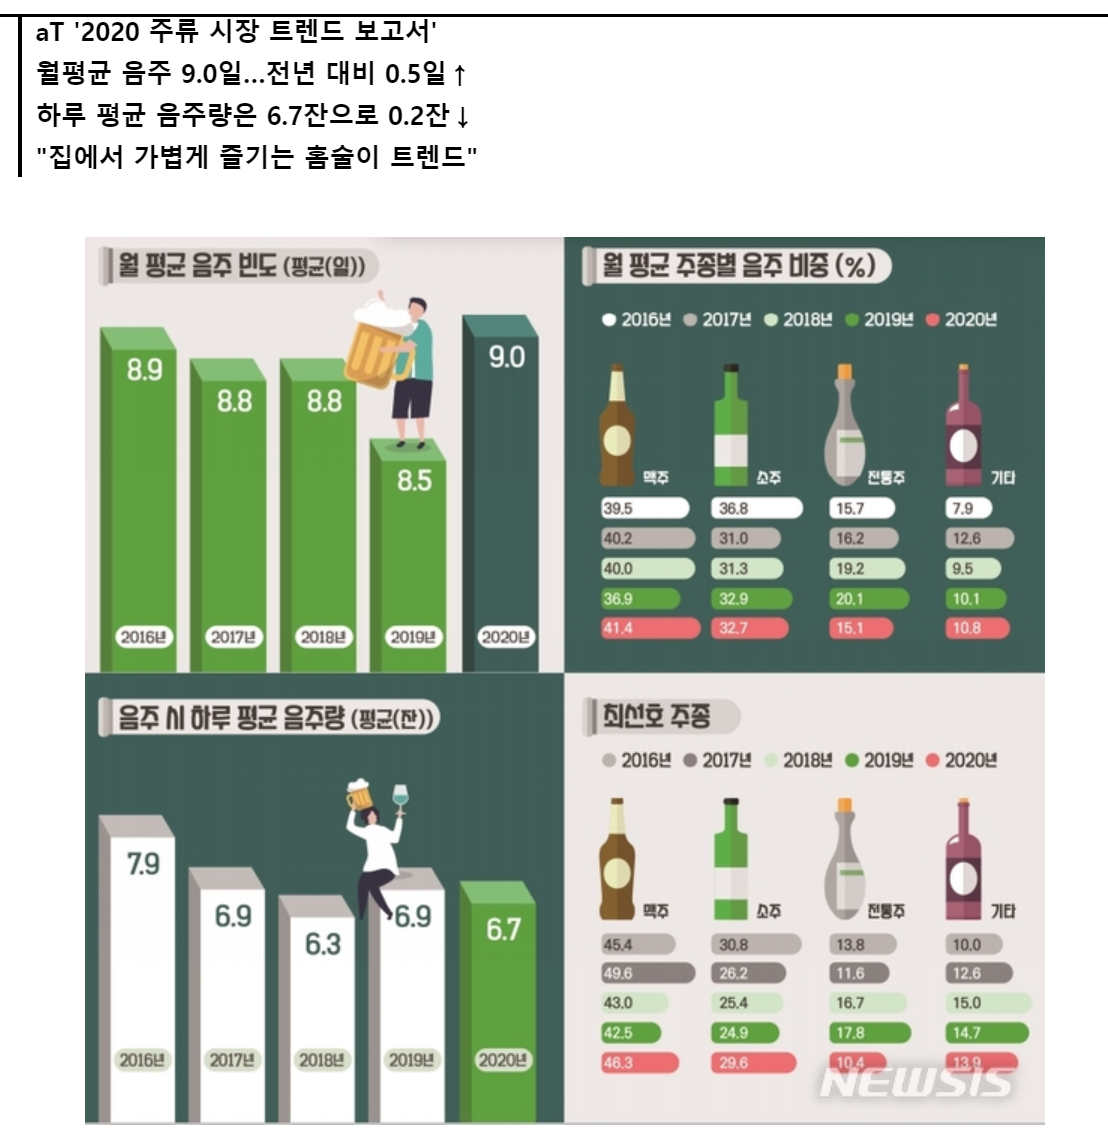 aT '2020 주류 시장 트렌드 보고서'
월평균 음주 9.0일...전년 대비 0.5일↑
하루 평균 음주량은 6.7잔으로 0.2잔↓
"집에서 가볍게 즐기는 홈술이 트렌드"
월 평균 음주 빈도 (평균(일))
8.9
8.8
8.8
8.5
9.0
2016년 2017년 2018년 2019년 2020년
월 평균 주종별 음주 비중 (%)
2016년 2017년 2018년 2019년 2020년
맥주 소주 전통주 기타
39.5 36.8 15.7 7.9
40.2 31.0 16.2 12.6
40.0 31.3 19.2 9.5
36.9 32.9 20.1 10.1
41.4 32.7 15.1 10.8
음주 시 하루 평균 음주량 (평균(잔))
7.9
6.9
6.3
6.9
6.7
2016년 2017년 2018년 2019년 2020년
최선호 주종
2016년 2017년 2018년 2019년 2020년
맥주 소주 전통주 기타
45.4 30.8 13.8 10.0
49.6 26.2 11.6 12.6
43.0 25.4 16.7 15.0
42.5 24.9 17.8 14.7
46.3 29.6 10.4 13.9
NEWSIS